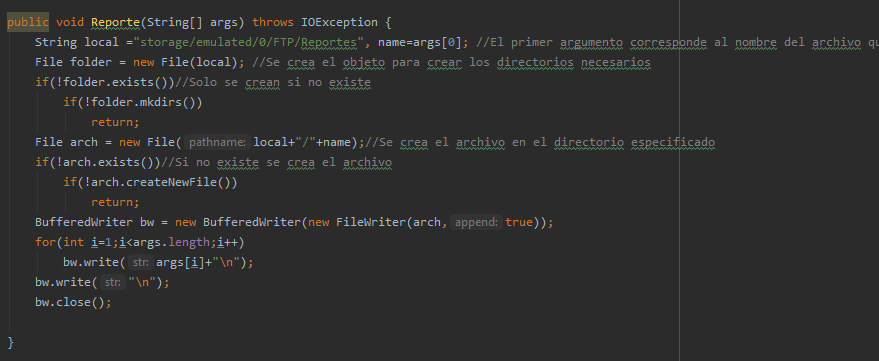 public void Reporte(String[] args) throws IOException {
String local ="storage/emulated/0/FTP/Reportes", name=args[0]; //El primer argumento corresponde al nombre del archivo qu
File folder = new File(local); //Se crea el objeto para crear los directorios necesarios
if(!folder.exists())//Solo se crean si no existe
if(!folder.mkdirs())
return;
File arch = new File( pathname: local+"/"+name);//Se crea el archivo en el directorio especificado
if(!arch.exists())//Si no existe se crea el archivo
if(!arch.createNewFile())
return;
BufferedWriter bw = new BufferedWriter(new FileWriter(arch, append: true));
for(int i=1;i<args.length;i++)
bw.write( str: args[i]+"\n");
bw.write( str: "\n");
bw.close();
}